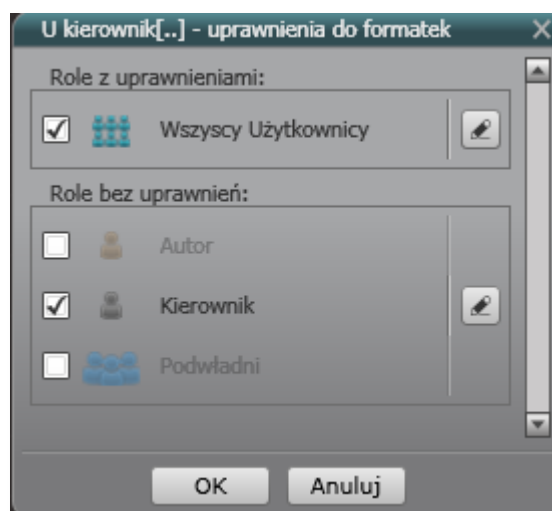 U kierownik[..] - uprawnienia do formatek
Role z uprawnieniami:
Wszyscy Użytkownicy
Role bez uprawnień:
Autor
Kierownik
Podwładni
OK Anuluj